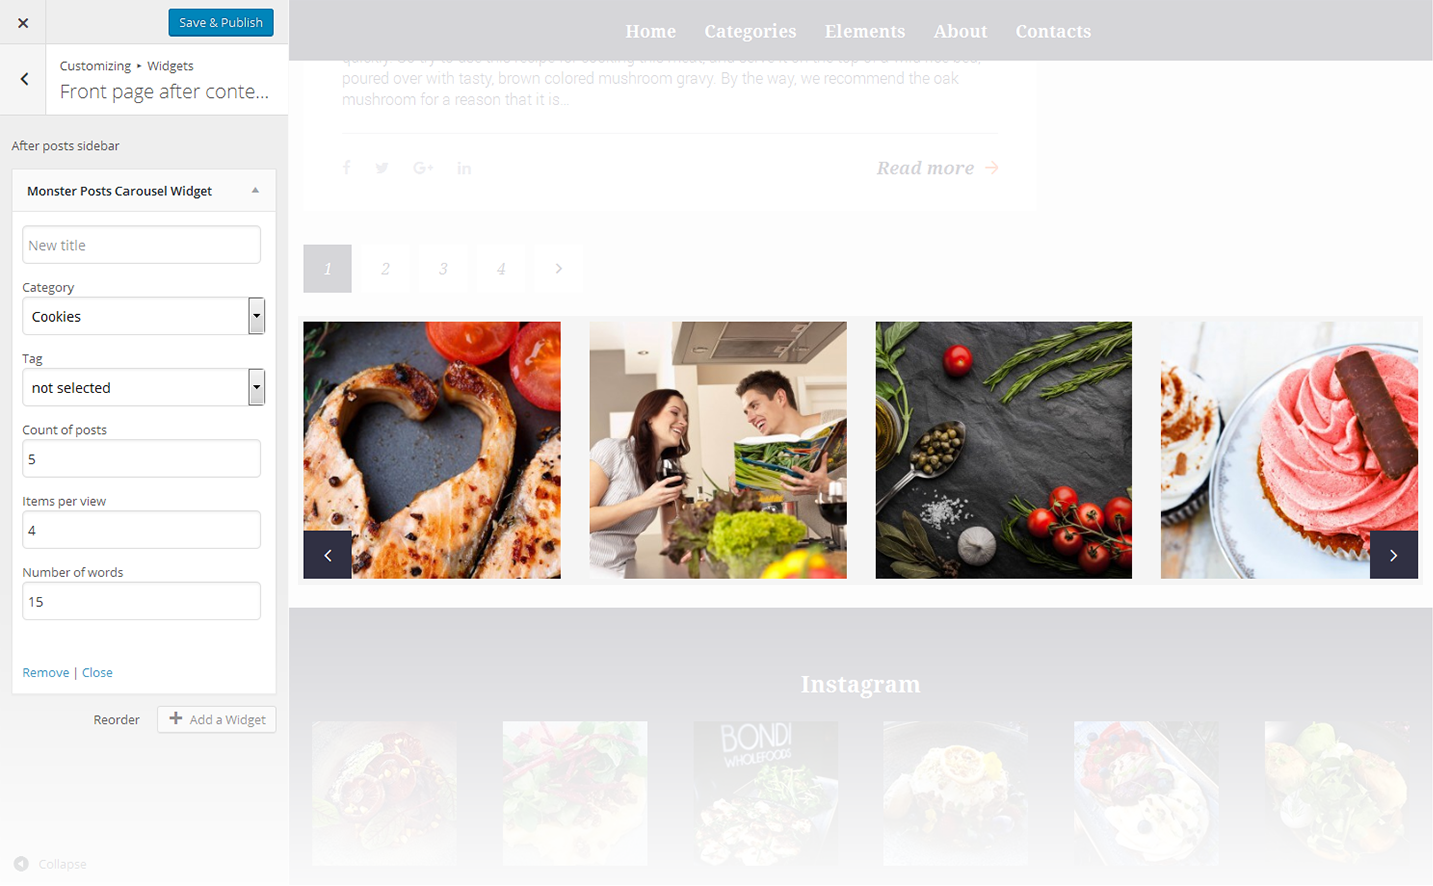 Save & Publish
Customizing ▸ Widgets
Front page after conte...
After posts sidebar
Monster Posts Carousel Widget
New title
Category
Cookies
Tag
not selected
Count of posts
5
Items per view
4
Number of words
15
Remove | Close
Reorder
Add a Widget
Collapse
Home Categories Elements About Contacts
poured over with tasty, brown colored mushroom gravy. By the way, we recommend the oak
mushroom for a reason that it is...
Read more
1 2 3 4
Instagram
BONDI
WHOLEFOODS